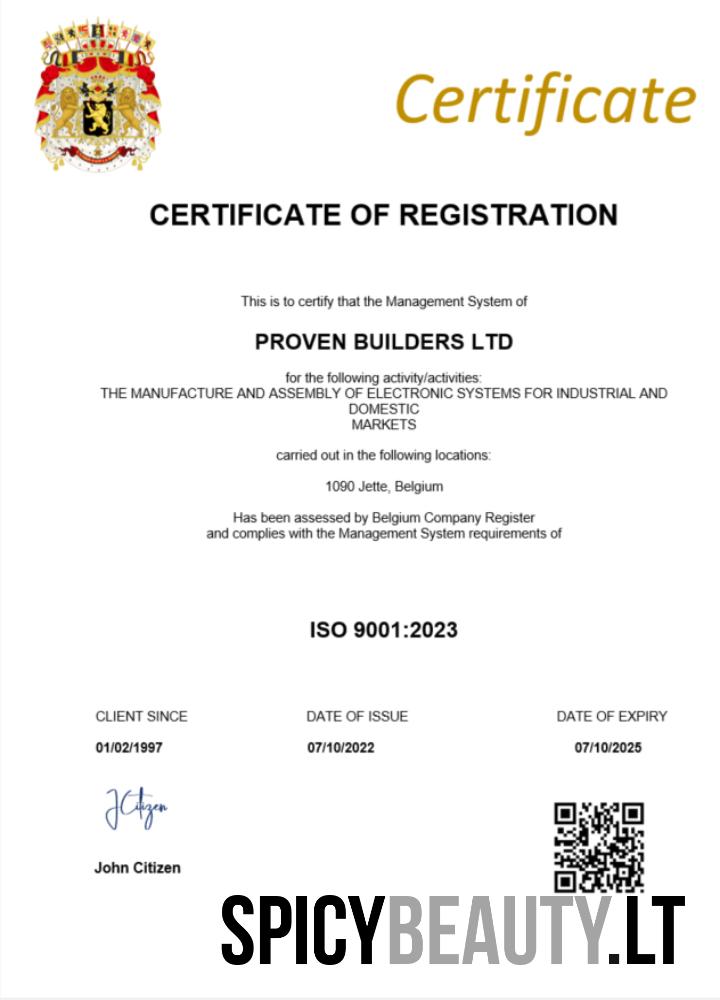 Certificate
CERTIFICATE OF REGISTRATION
This is to certify that the Management System of
PROVEN BUILDERS LTD
for the following activity/activities:
THE MANUFACTURE AND ASSEMBLY OF ELECTRONIC SYSTEMS FOR INDUSTRIAL AND
DOMESTIC
MARKETS
carried out in the following locations:
1090 Jette, Belgium
Has been assessed by Belgium Company Register
and complies with the Management System requirements of
ISO 9001:2023
CLIENT SINCE DATE OF ISSUE DATE OF EXPIRY
01/02/1997 07/10/2022 07/10/2025
JCitizen
John Citizen
SPICYBEAUTY.LT